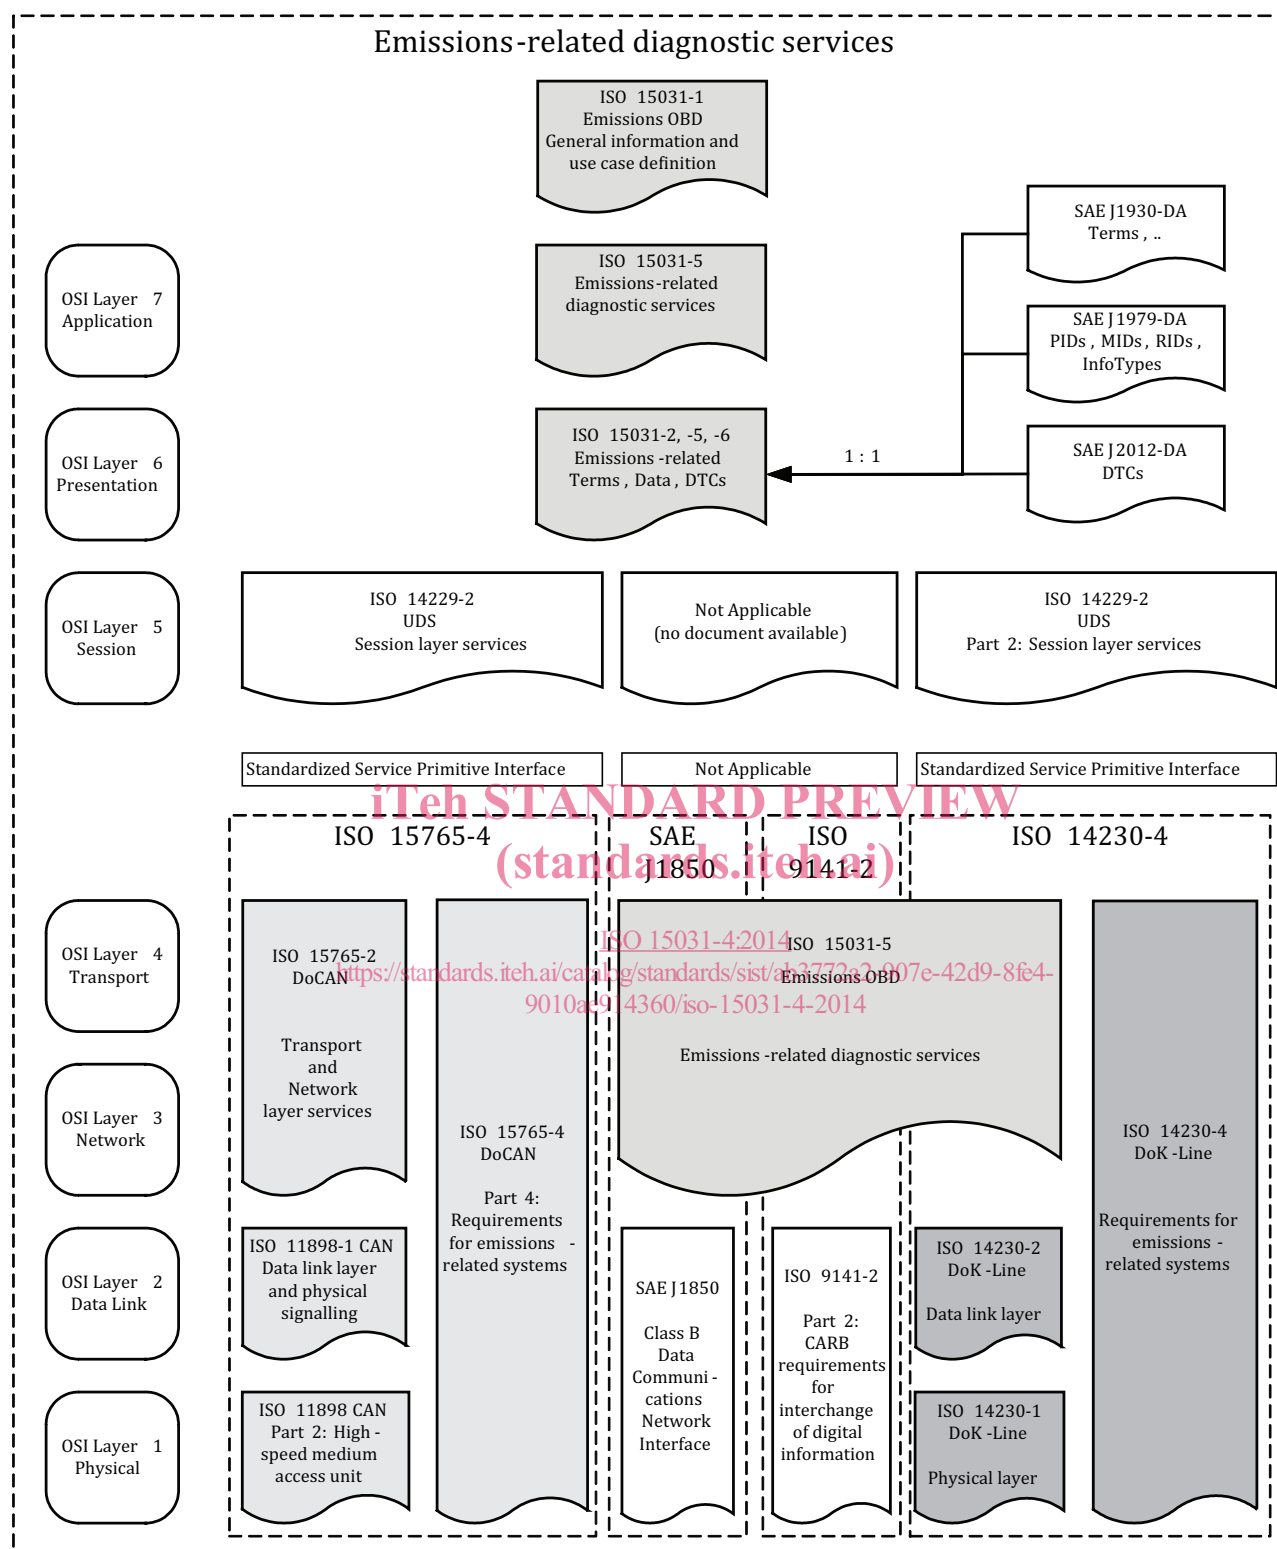 Emissions-related diagnostic services
ISO 15031-1
Emissions OBD
General information and
use case definition
SAE J1930-DA
Terms , ..
OSI Layer 7
Application
ISO 15031-5
Emissions-related
diagnostic services
SAE J1979-DA
PIDs , MIDs , RIDs ,
InfoTypes
OSI Layer 6
Presentation
ISO 15031-2, -5, -6
Emissions -related
Terms , Data , DTCs
1 : 1
SAE J2012-DA
DTCs
OSI Layer 5
Session
ISO 14229-2
UDS
Session layer services
Not Applicable
(no document available)
ISO 14229-2
UDS
Part 2: Session layer services
Standardized Service Primitive Interface
Not Applicable
Standardized Service Primitive Interface
iTeh STANDARD PREVIEW
(standards.iteh.ai)
ISO 15765-4
SAE
J1850
ISO
9141-2
ISO 14230-4
OSI Layer 4
Transport
ISO 15765-2
DoCAN
Transport
and
Network
layer services
ISO 15031-4:2014
https://standards.iteh.ai/catalog/standards/sist/ab3772a2-907e-42d9-8fe4-
9010ae914360/iso-15031-4-2014
ISO 15031-5
Emissions OBD
Emissions -related diagnostic services
OSI Layer 3
Network
ISO 15765-4
DoCAN
Part 4:
Requirements
for emissions -
related systems
ISO 14230-4
DoK -Line
Requirements for
emissions -
related systems
OSI Layer 2
Data Link
ISO 11898-1 CAN
Data link layer
and physical
signalling
SAE J1850
Class B
Data
Communi -
cations
Network
Interface
ISO 9141-2
Part 2:
CARB
requirements
for
interchange
of digital
information
ISO 14230-2
DoK -Line
Data link layer
OSI Layer 1
Physical
ISO 11898 CAN
Part 2: High -
speed medium
access unit
ISO 14230-1
DoK -Line
Physical layer